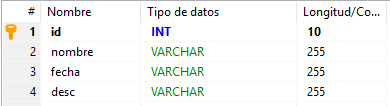 # Nombre Tipo de datos Longitud/Co...
1 id INT 10
2 nombre VARCHAR 255
3 fecha VARCHAR 255
4 desc VARCHAR 255